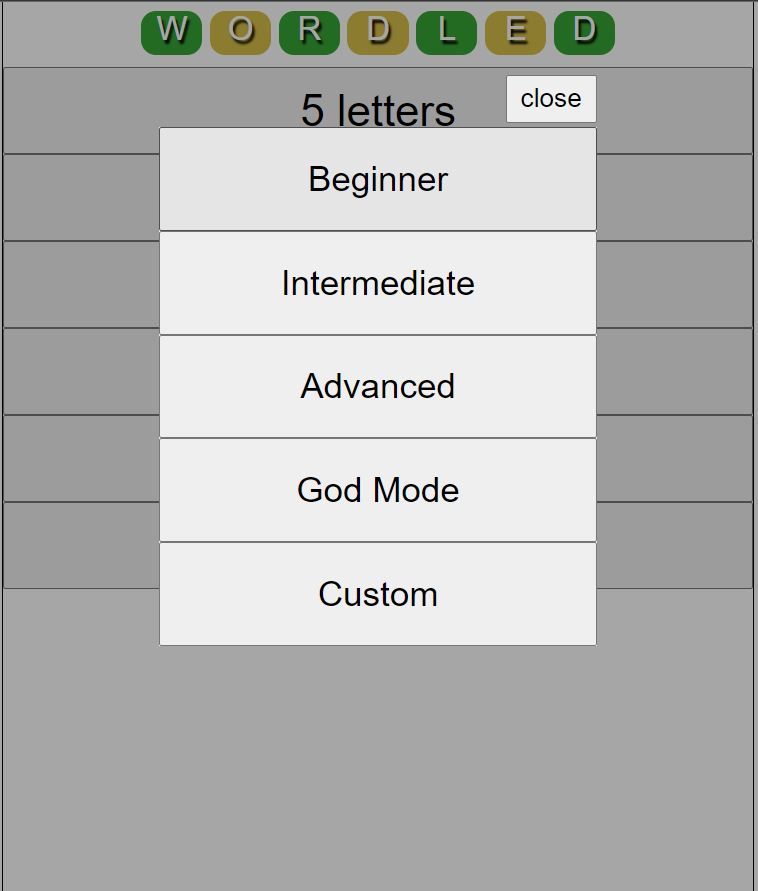 WORDLED
5 letters
close
Beginner
Intermediate
Advanced
God Mode
Custom